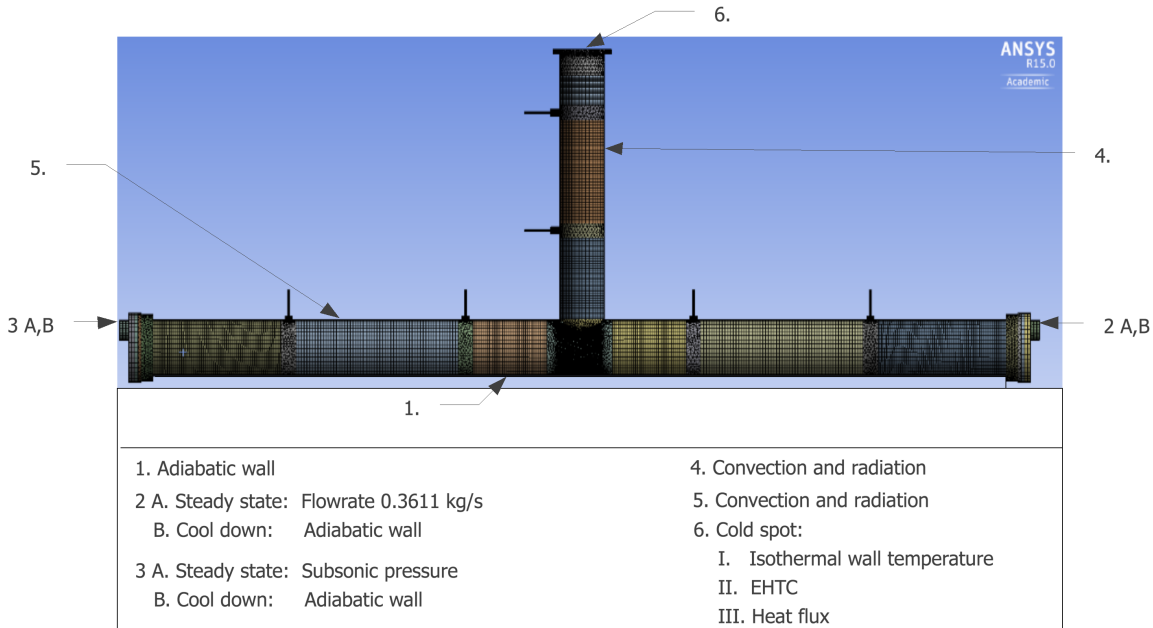 6.
ANSYS
R15.0
Academic
5.
4.
3 A,B
2 A,B
1.
1. Adiabatic wall
2 A. Steady state: Flowrate 0.3611 kg/s
B. Cool down: Adiabatic wall
3 A. Steady state: Subsonic pressure
B. Cool down: Adiabatic wall
4. Convection and radiation
5. Convection and radiation
6. Cold spot:
I. Isothermal wall temperature
II. EHTC
III. Heat flux